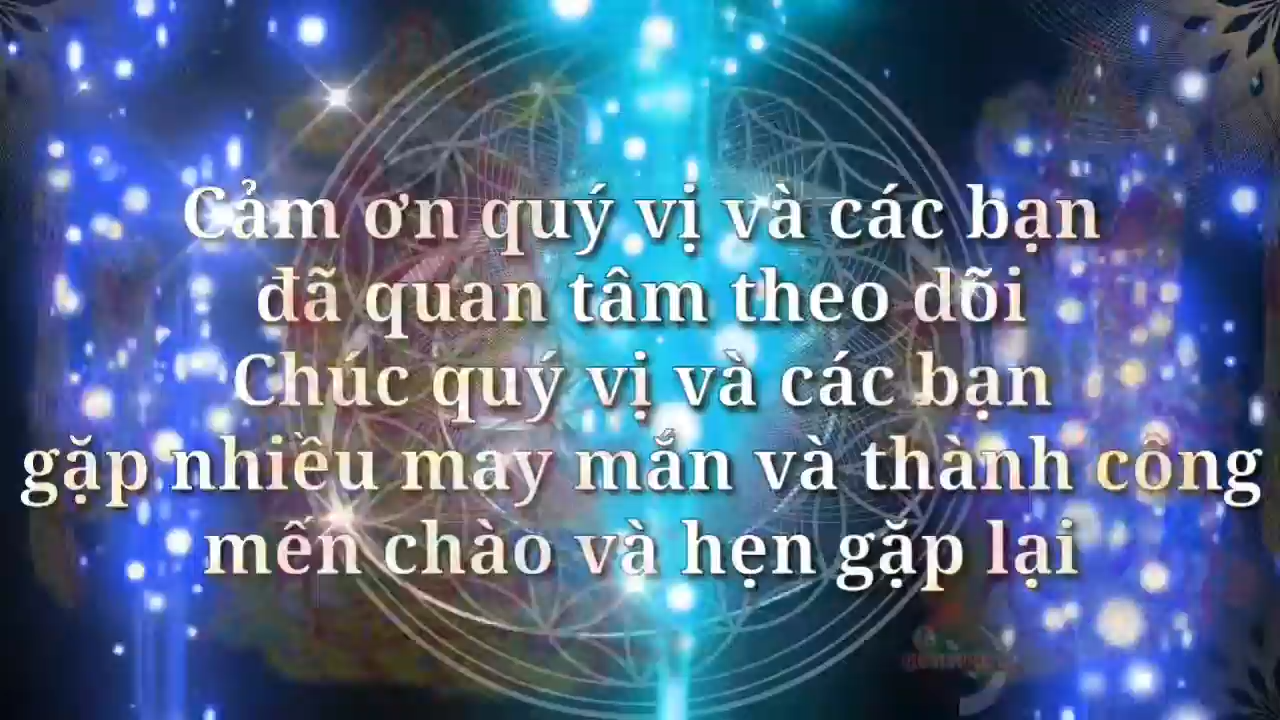 Cảm ơn quý vị và các bạn
đã quan tâm theo dõi
Chúc quý vị và các bạn
gặp nhiều may mắn và thành công
mến chào và hẹn gặp lại